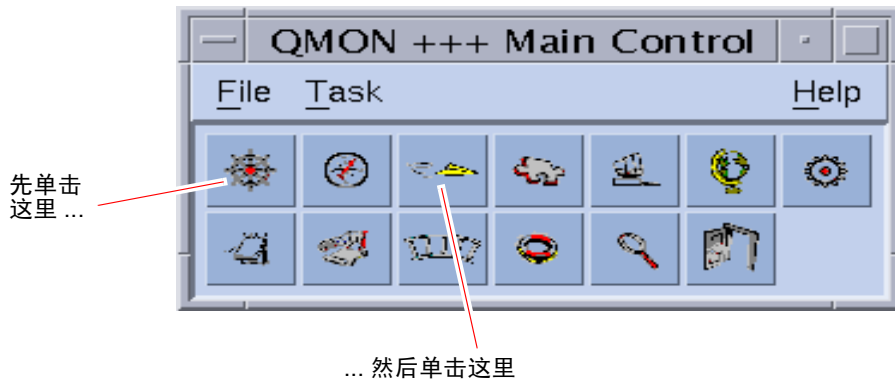 QMON +++ Main Control
File Task Help
先单击
这里 ...
... 然后单击这里